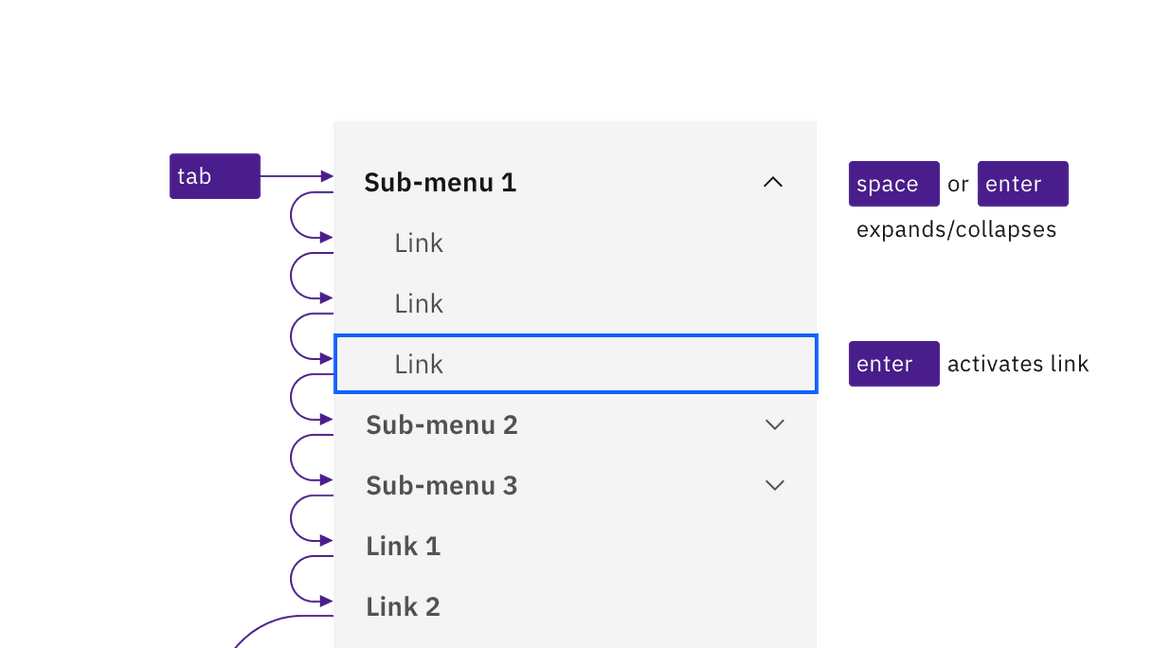 tab
Sub-menu 1
space or enter
expands/collapses
Link
Link
Link
enter activates link
Sub-menu 2
Sub-menu 3
Link 1
Link 2